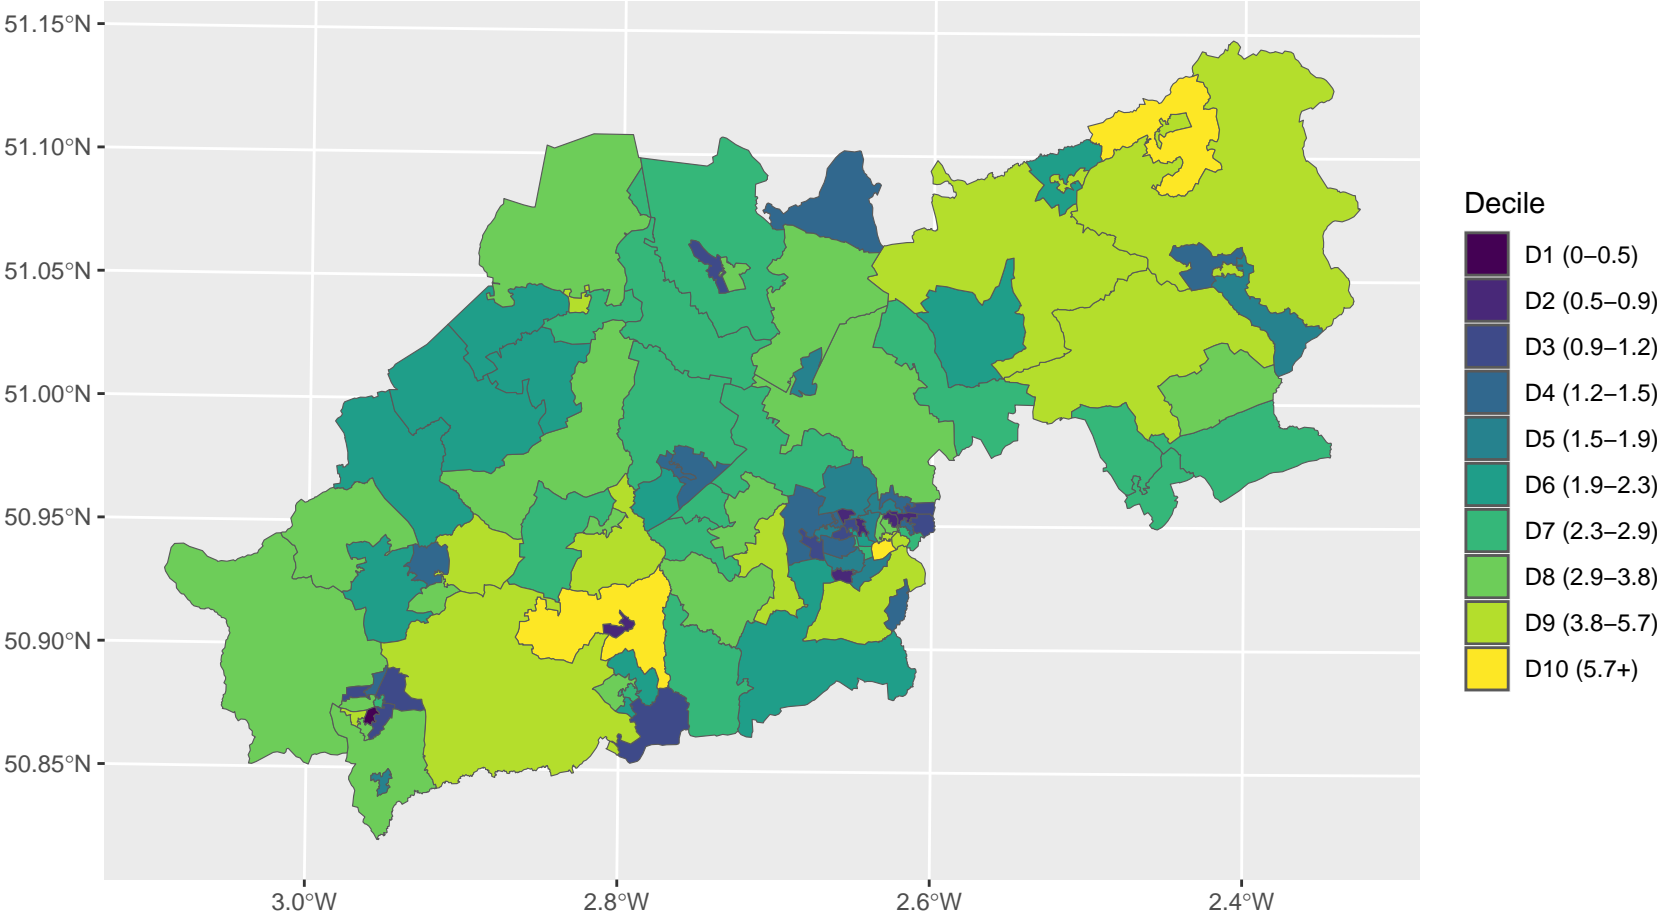 51.15°N
51.10°N
51.05°N
51.00°N
50.95°N
50.90°N
50.85°N
3.0°W
2.8°W
2.6°W
2.4°W
Decile
D1 (0–0.5)
D2 (0.5–0.9)
D3 (0.9–1.2)
D4 (1.2–1.5)
D5 (1.5–1.9)
D6 (1.9–2.3)
D7 (2.3–2.9)
D8 (2.9–3.8)
D9 (3.8–5.7)
D10 (5.7+)